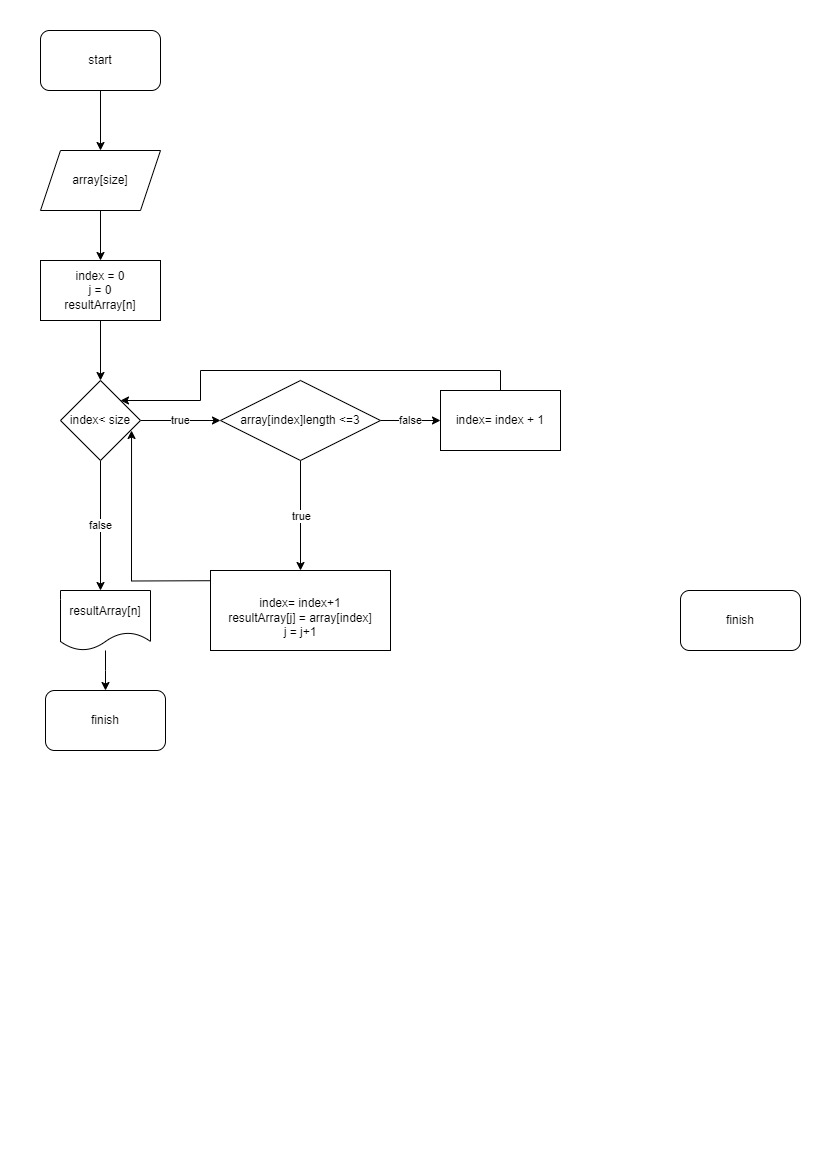 start
array[size]
index = 0
j = 0
resultArray[n]
index< size
true
array[index]length <=3
false
index= index + 1
false
true
resultArray[n]
index= index+1
resultArray[j] = array[index]
j = j+1
finish
finish